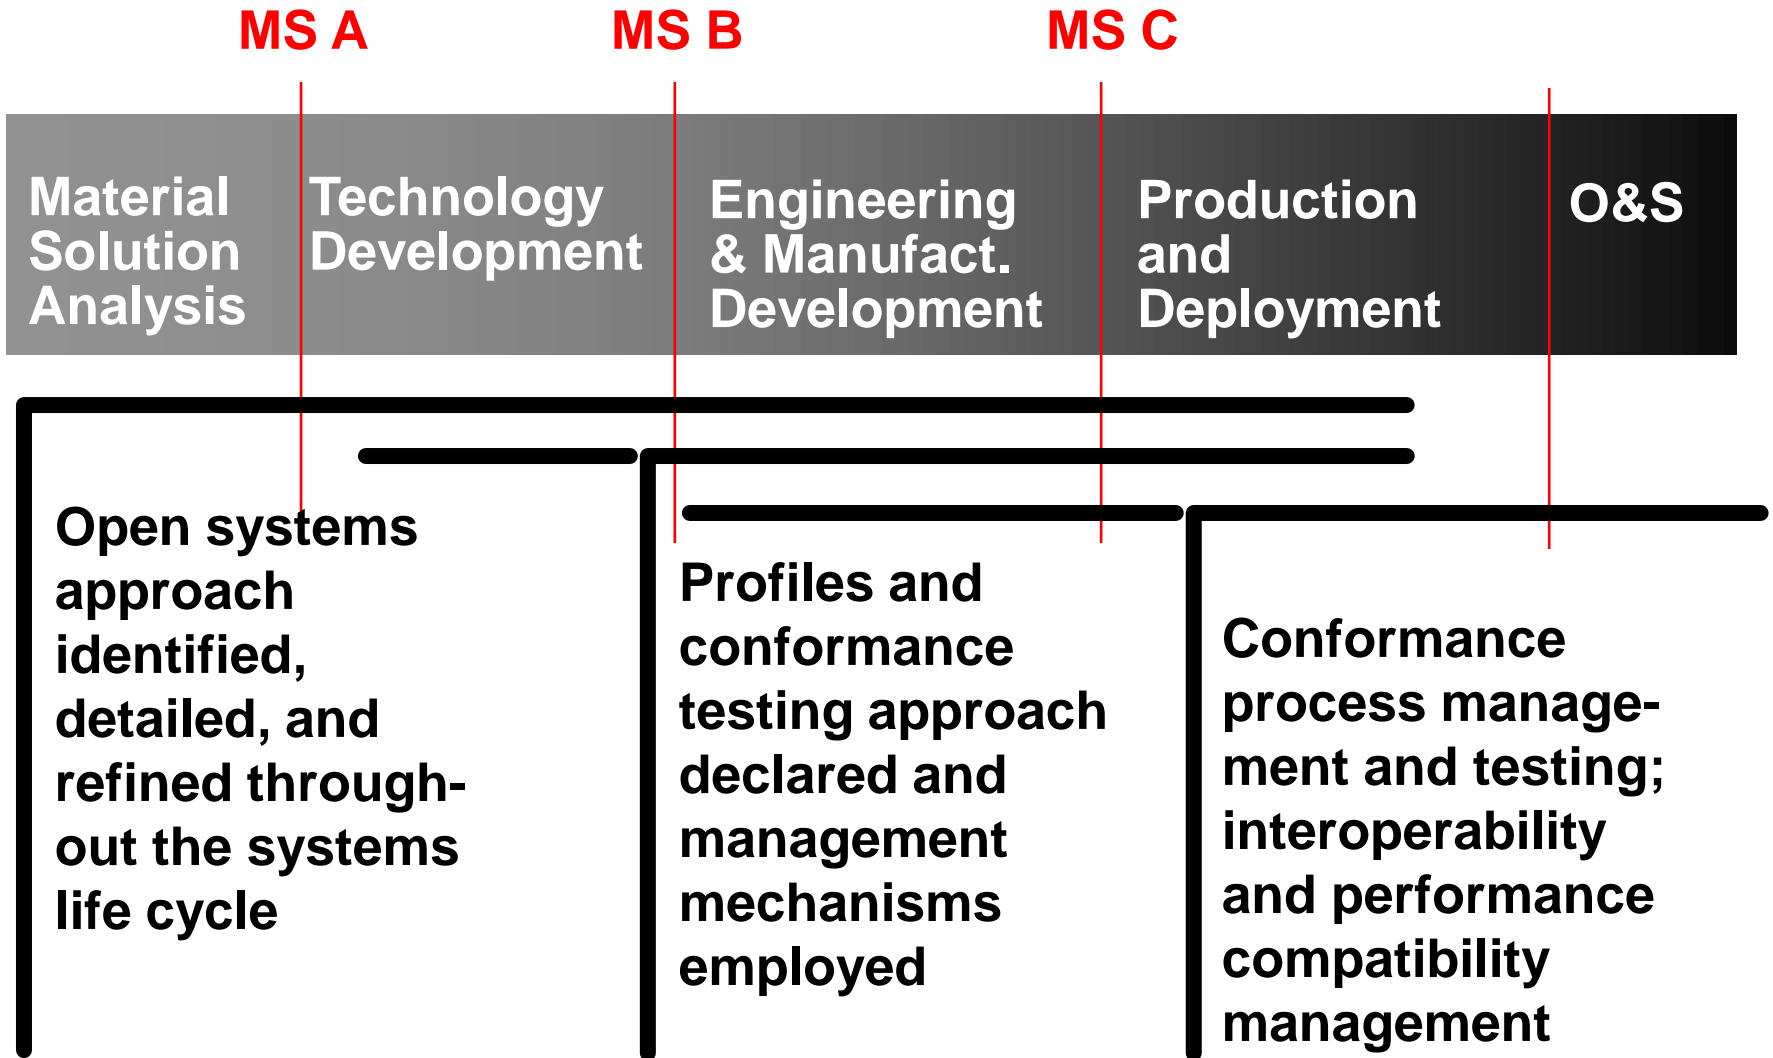 MS A
MS B
MS C
Material
Solution
Analysis
Technology
Development
Engineering
& Manufact.
Development
Production
and
Deployment
O&S
Open systems
approach
identified,
detailed, and
refined through-
out the systems
life cycle
Profiles and
conformance
testing approach
declared and
management
mechanisms
employed
Conformance
process manage-
ment and testing;
interoperability
and performance
compatibility
management